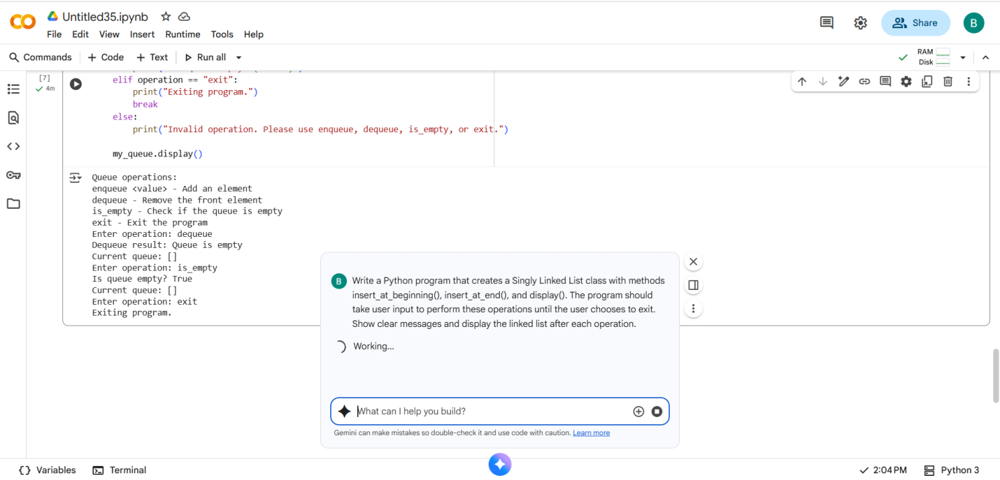 Untitled35.ipynb
File Edit View Insert Runtime Tools Help
Share
B
Commands + Code + Text Run all
RAM
Disk
[7]
4m
elif operation == "exit":
print("Exiting program.")
break
else:
print("Invalid operation. Please use enqueue, dequeue, is_empty, or exit.")
my_queue.display()
Queue operations:
enqueue <value> - Add an element
dequeue - Remove the front element
is_empty - Check if the queue is empty
exit - Exit the program
Enter operation: dequeue
Dequeue result: Queue is empty
Current queue: []
Enter operation: is_empty
Is queue empty? True
Current queue: []
Enter operation: exit
Exiting program.
B
Write a Python program that creates a Singly Linked List class with methods
insert_at_beginning(), insert_at_end(), and display(). The program should
take user input to perform these operations until the user chooses to exit.
Show clear messages and display the linked list after each operation.
Working...
What can I help you build?
Gemini can make mistakes so double-check it and use code with caution. Learn more
Variables Terminal
2:04 PM Python 3